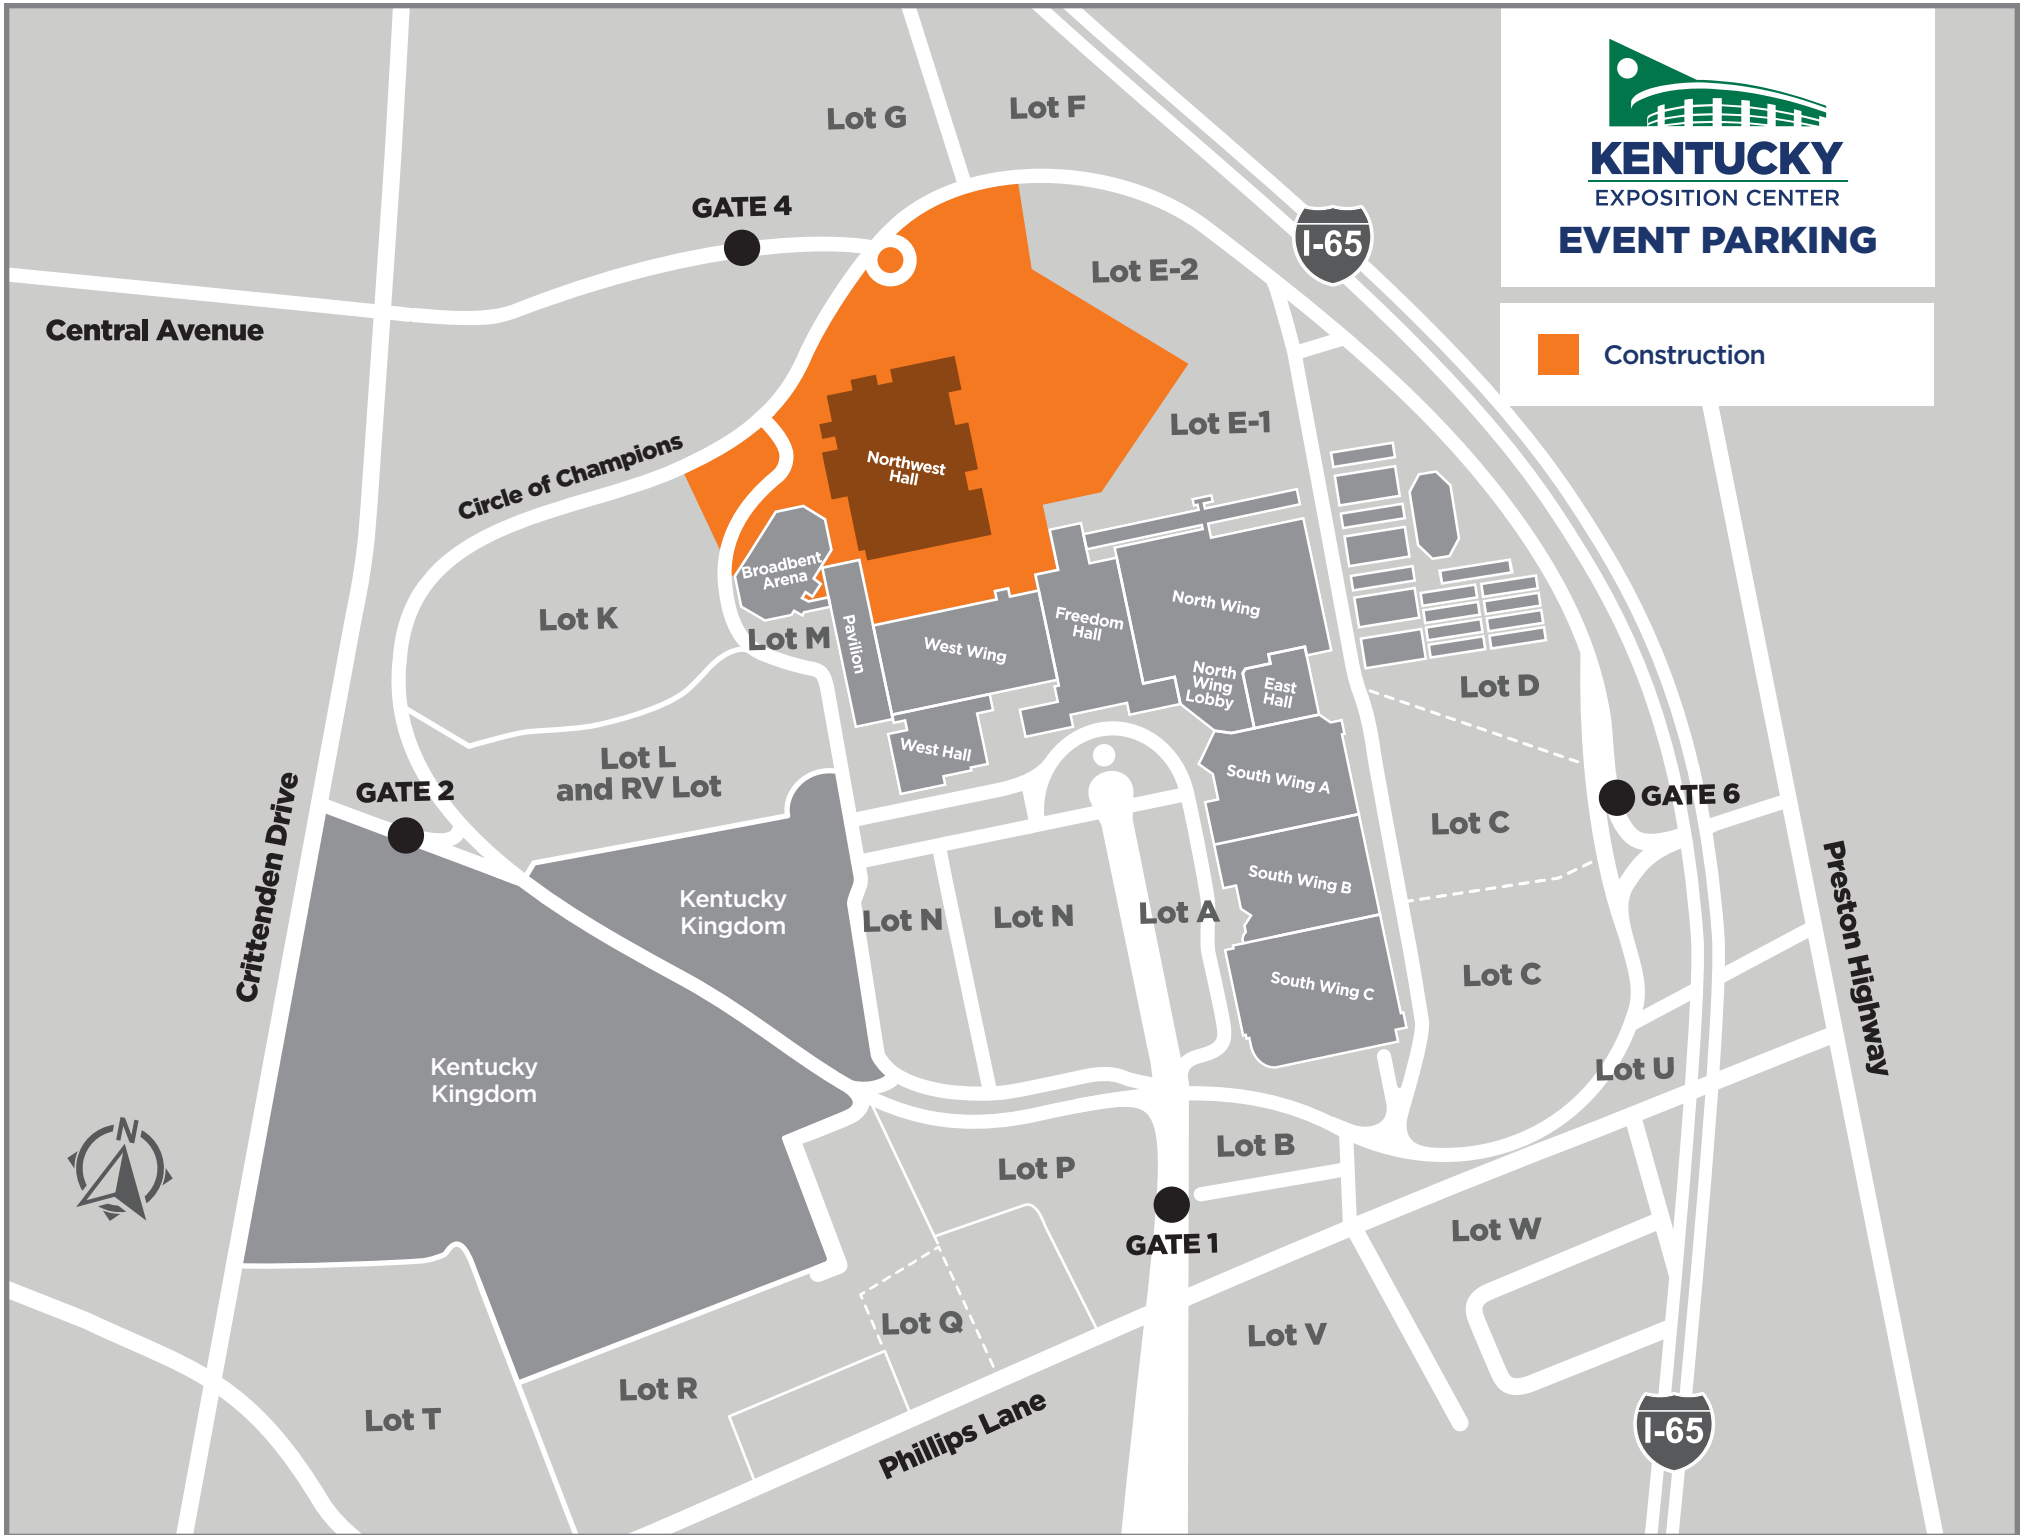 KENTUCKY
EXPOSITION CENTER
EVENT PARKING
Construction
I-65
Lot G
Lot F
GATE 4
Lot E-2
Central Avenue
Lot E-1
Circle of Champions
Northwest
Hall
Broadbent
Arena
Lot K
Lot M
Pavilion
West Wing
Freedom
Hall
North Wing
North
Wing
Lobby
East
Hall
Lot D
West Hall
Lot L
and RV Lot
GATE 2
South Wing A
GATE 6
Lot C
Crittenden Drive
Kentucky
Kingdom
Lot N
Lot N
Lot A
South Wing B
Preston Highway
South Wing C
Lot C
Kentucky
Kingdom
Lot U
N
Lot P
Lot B
GATE 1
Lot W
Lot Q
Lot V
Lot R
Lot T
Phillips Lane
I-65